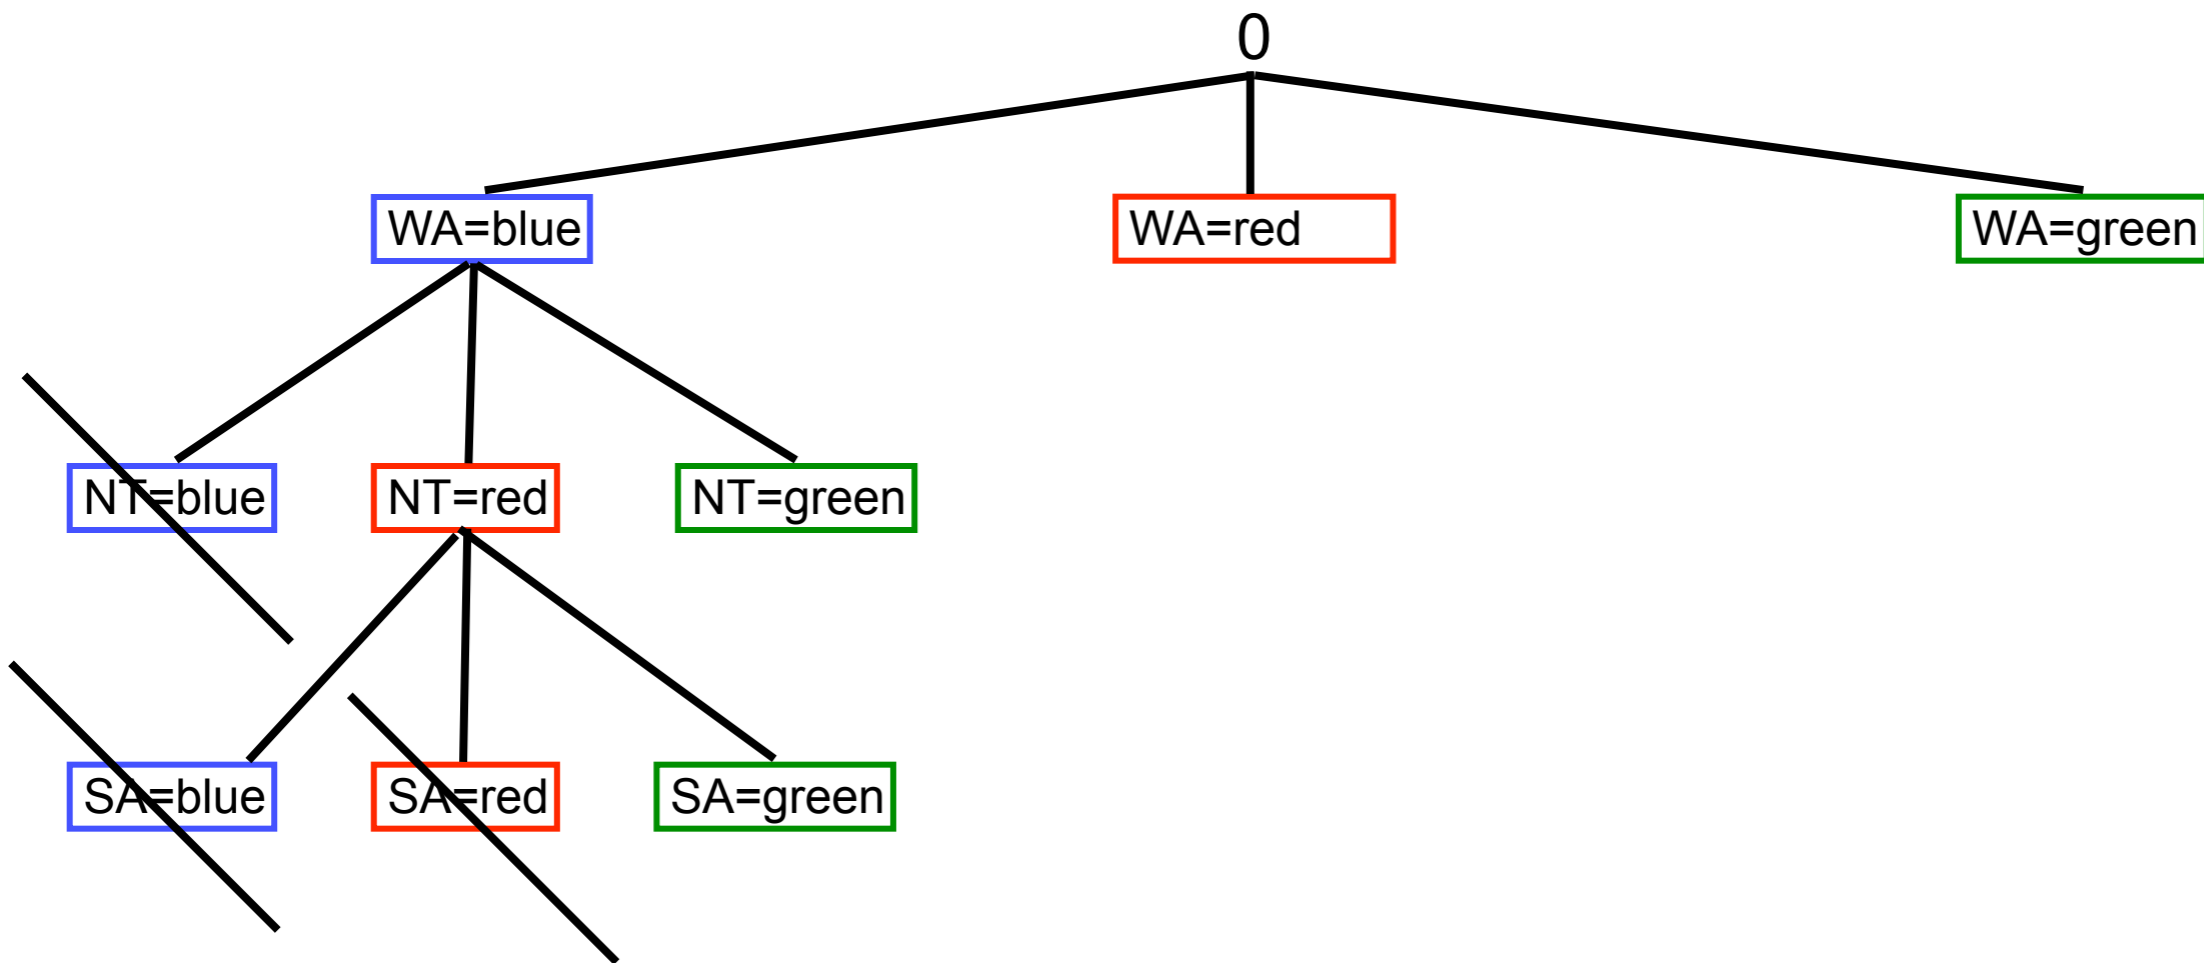 0
WA=blue
WA=red
WA=green
NT=blue
NT=red
NT=green
SA=blue
SA=red
SA=green